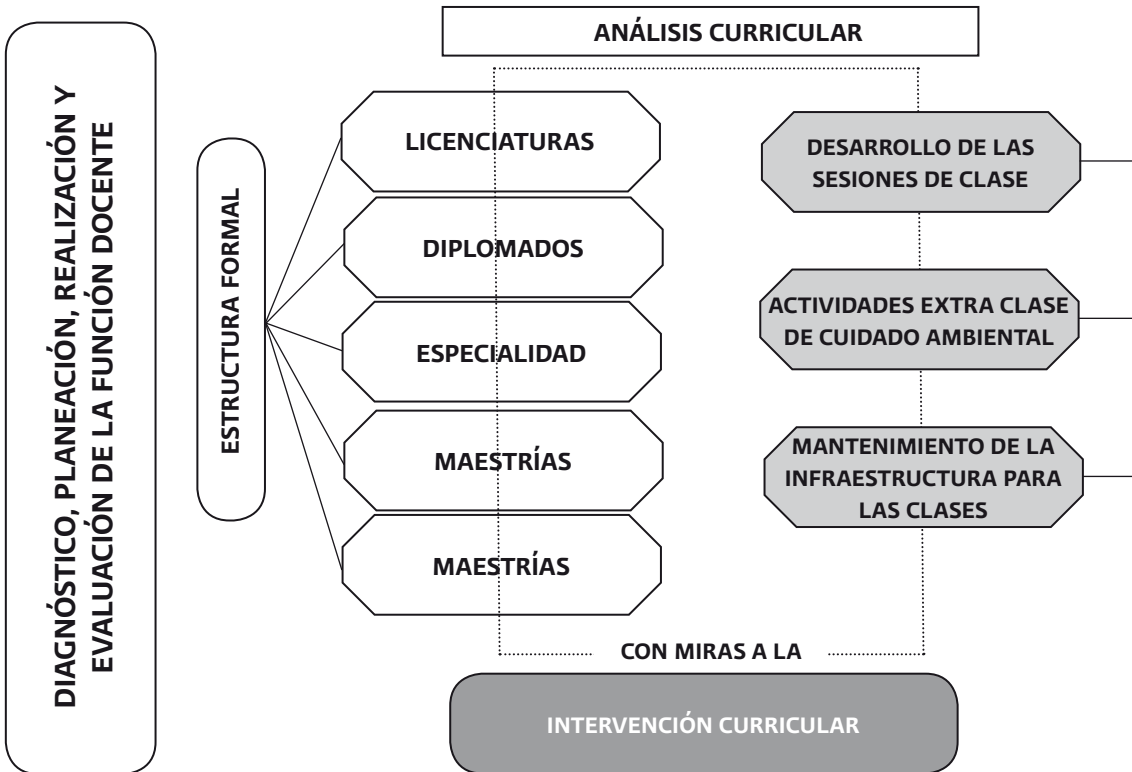 DIAGNÓSTICO, PLANEACIÓN, REALIZACIÓN Y
EVALUACIÓN DE LA FUNCIÓN DOCENTE
ESTRUCTURA FORMAL
ANÁLISIS CURRICULAR
LICENCIATURAS
DIPLOMADOS
ESPECIALIDAD
MAESTRÍAS
MAESTRÍAS
DESARROLLO DE LAS
SESIONES DE CLASE
ACTIVIDADES EXTRA CLASE
DE CUIDADO AMBIENTAL
MANTENIMIENTO DE LA
INFRAESTRUCTURA PARA
LAS CLASES
CON MIRAS A LA
INTERVENCIÓN CURRICULAR